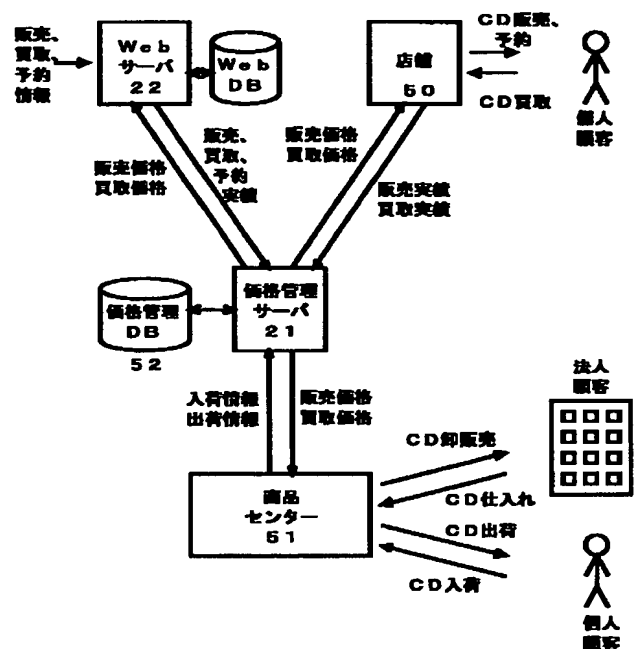 販売、
買取、
予約
情報
Ｗｅｂ
サーバ
２２
Ｗｅｂ
ＤＢ
店舗
５０
ＣＤ販売、
予約
ＣＤ買取
個人
顧客
販売価格
買取価格
販売、
買取、
予約
実績
販売価格
買取価格
販売実績
買取実績
価格管理
ＤＢ
５２
価格管理
サーバ
２１
入荷情報
出荷情報
販売価格
買取価格
法人
顧客
ＣＤ卸販売
ＣＤ仕入れ
商品
センター
５１
ＣＤ出荷
ＣＤ入荷
個人
顧客